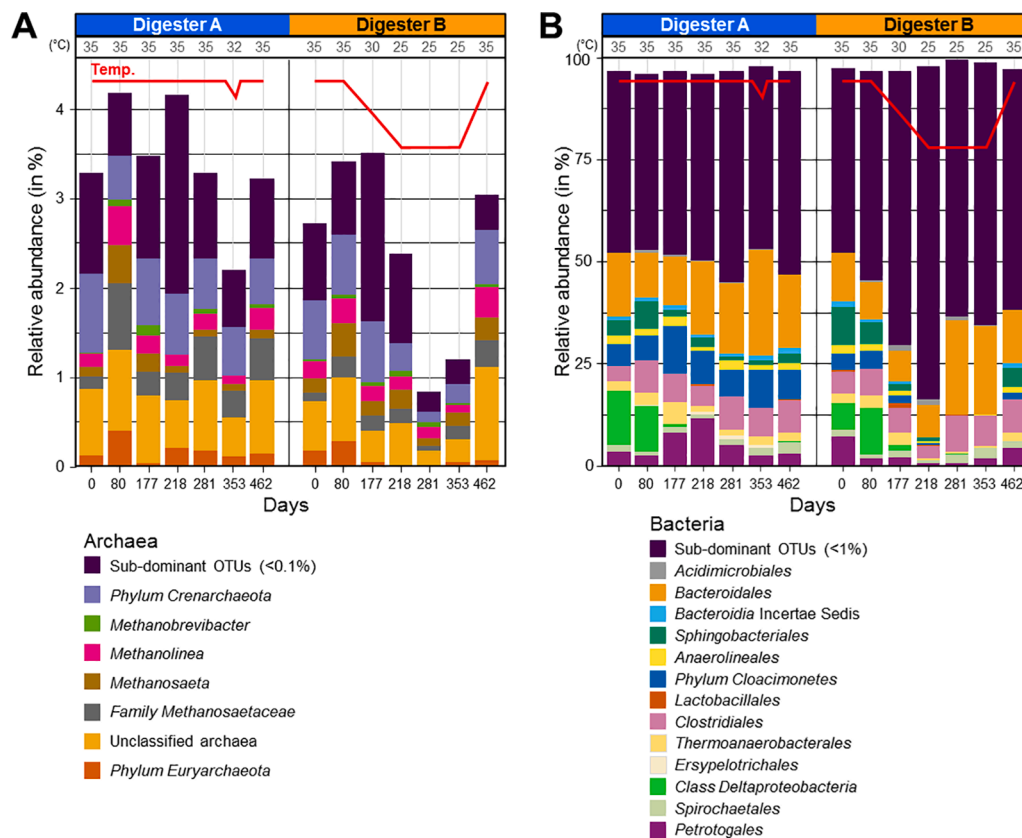 A
Digester A
Digester B
(°C) 35 35 35 35 35 32 35 35 35 30 25 25 25 35
Temp.
Relative abundance (in %)
4
3
2
1
0
0 80 177 218 281 353 462 0 80 177 218 281 353 462
Days
Archaea
Sub-dominant OTUs (<0.1%)
Phylum Crenarchaeota
Methanobrevibacter
Methanolinea
Methanosaeta
Family Methanosaetaceae
Unclassified archaea
Phylum Euryarchaeota
B
Digester A
Digester B
(°C) 35 35 35 35 35 32 35 35 35 30 25 25 25 35
Relative abundance (in %)
100
75
50
25
0
0 80 177 218 281 353 462 0 80 177 218 281 353 462
Days
Bacteria
Sub-dominant OTUs (<1%)
Acidimicrobiales
Bacteroidales
Bacteroidia Incertae Sedis
Sphingobacteriales
Anaerolineales
Phylum Cloacimonetes
Lactobacillales
Clostridiales
Thermoanaerobacterales
Ersypelotrichales
Class Deltaproteobacteria
Spirochaetales
Petrotogales